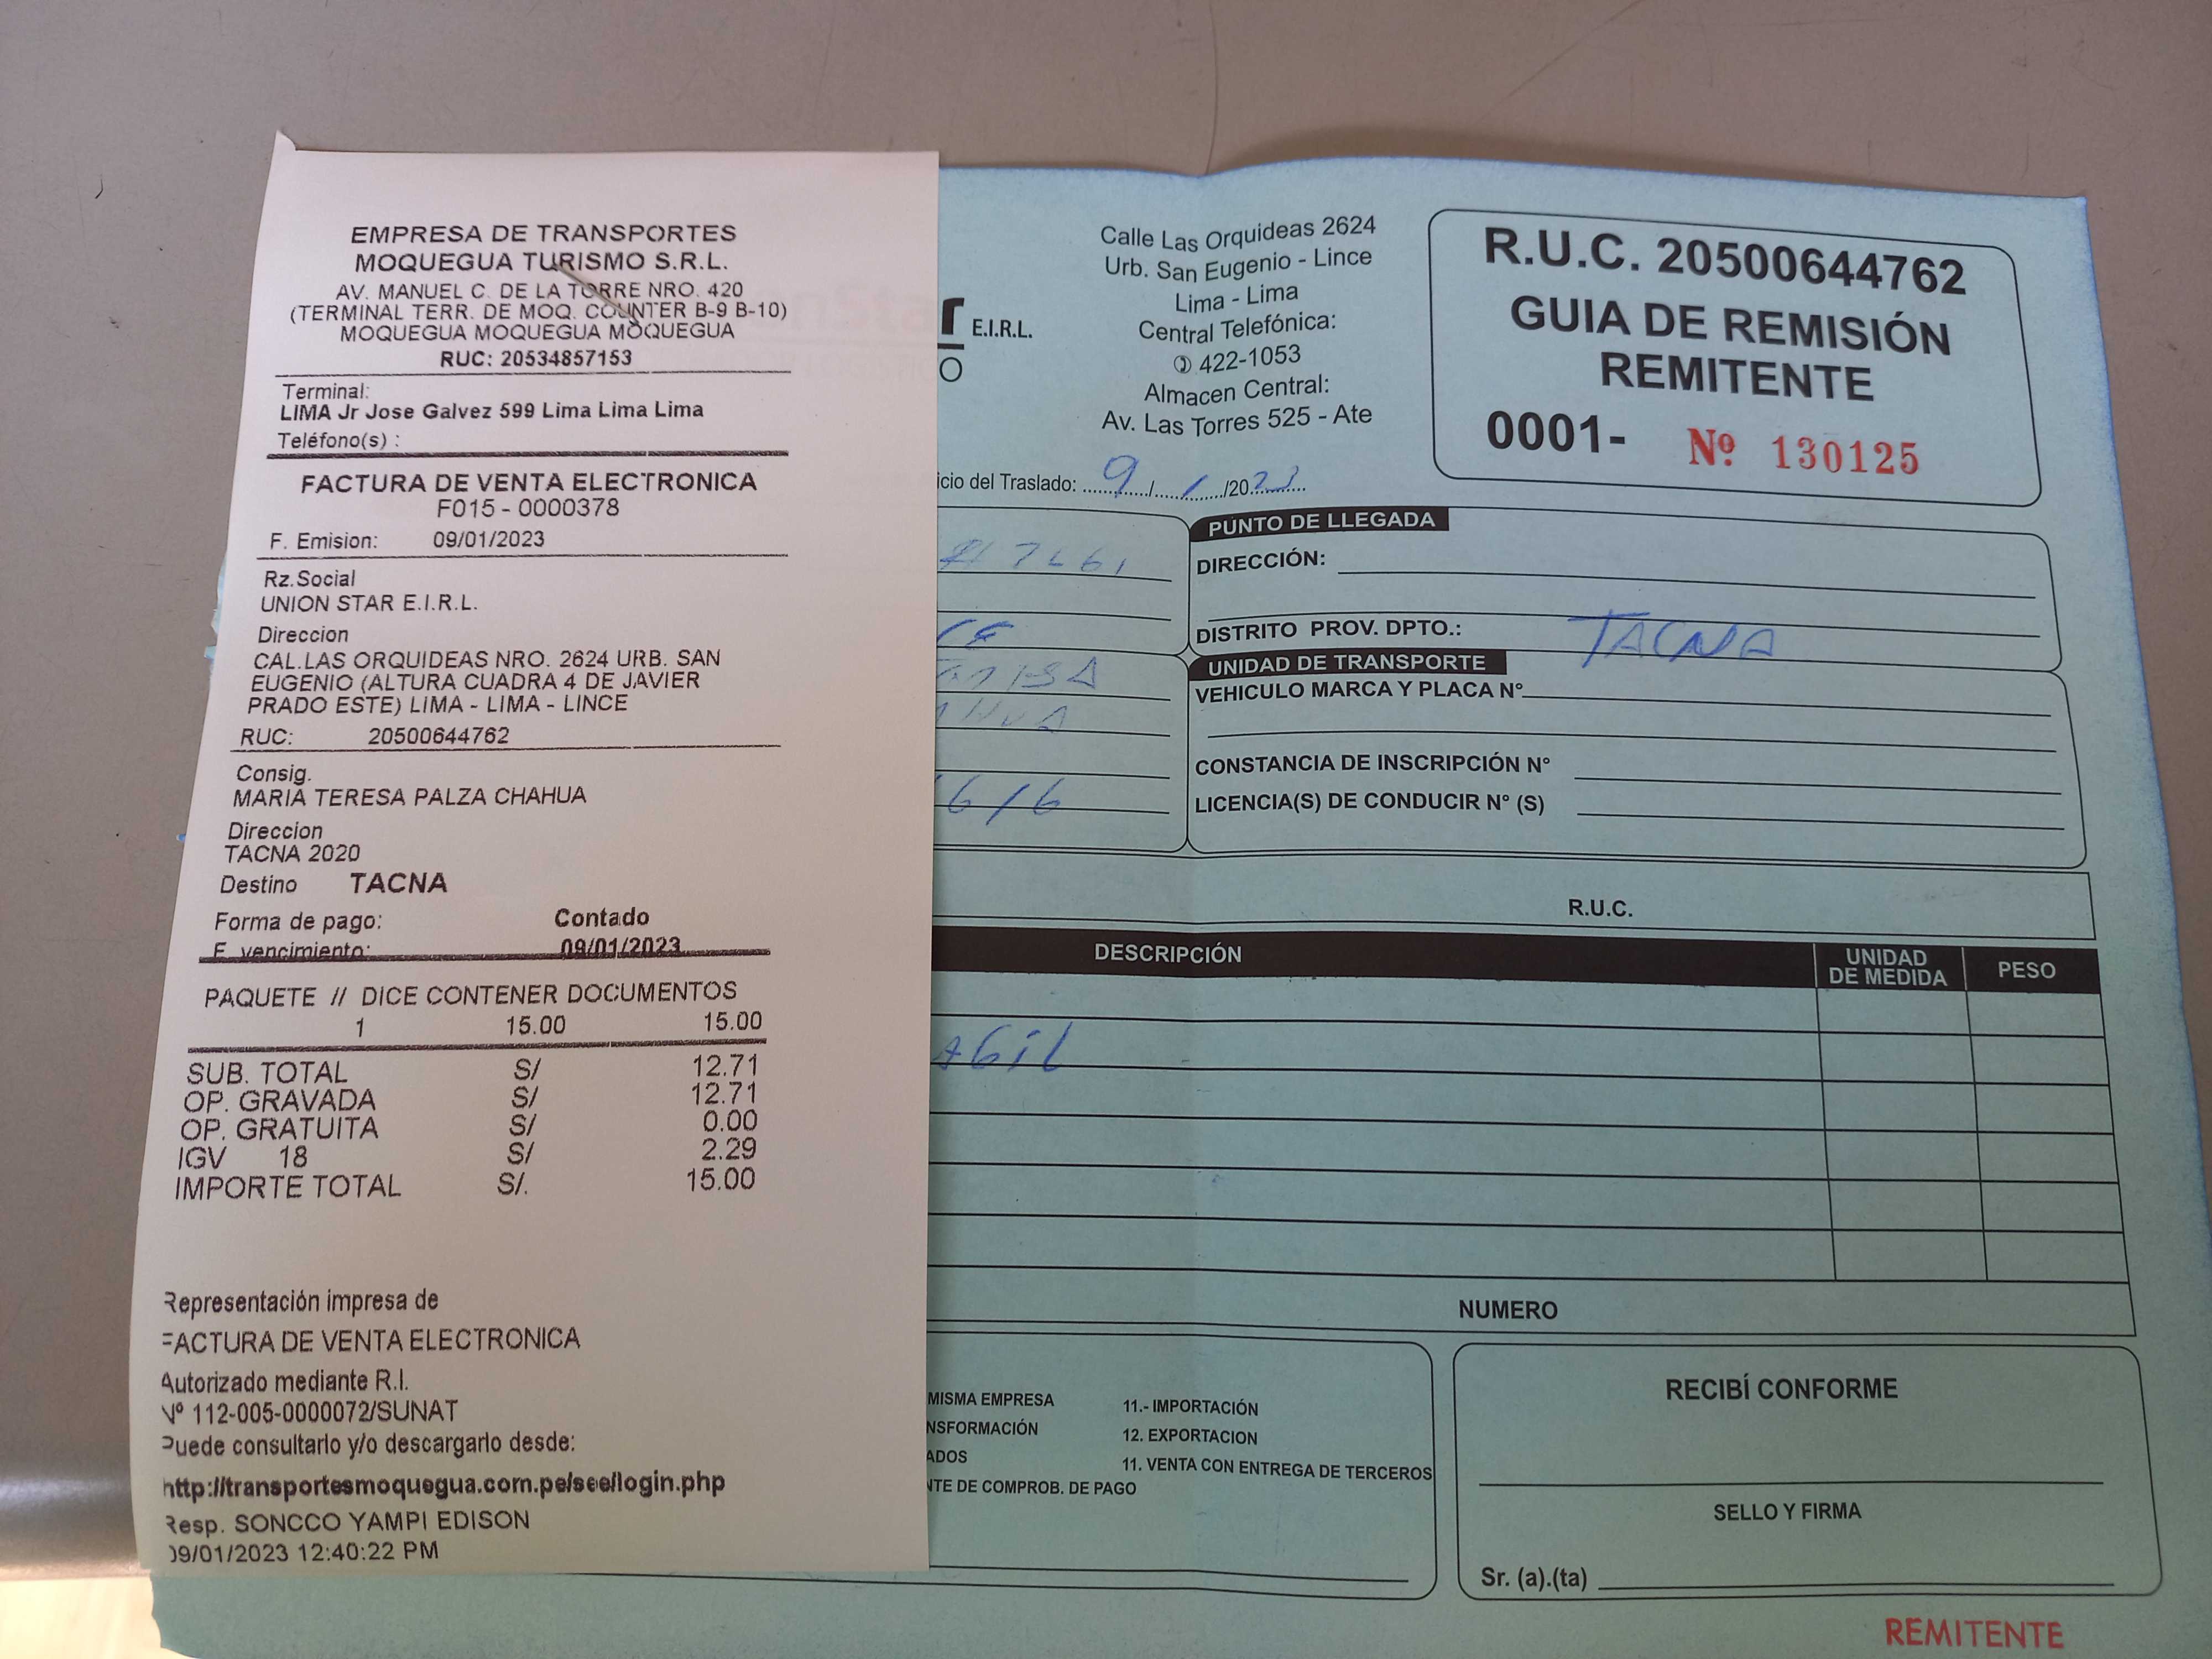 EMPRESA DE TRANSPORTES
MOQUEGUA TURISMO S.R.L.
AV. MANUEL C. DE LA TORRE NRO. 420
(TERMINAL TERR. DE MOQ. COUNTER B-9 B-10)
MOQUEGUA MOQUEGUA MOQUEGUA
RUC: 20534857153
Terminal:
LIMA Jr Jose Galvez 599 Lima Lima Lima
Teléfono(s) :
FACTURA DE VENTA ELECTRONICA
F015 - 0000378
F. Emision: 09/01/2023
Rz.Social
UNION STAR E.I.R.L.
Direccion
CAL.LAS ORQUIDEAS NRO. 2624 URB. SAN
EUGENIO (ALTURA CUADRA 4 DE JAVIER
PRADO ESTE) LIMA - LIMA - LINCE
RUC: 20500644762
Consig.
MARIA TERESA PALZA CHAHUA
Direccion
TACNA 2020
Destino TACNA
Forma de pago: Contado
F. vencimiento: 09/01/2023
PAQUETE // DICE CONTENER DOCUMENTOS
1 15.00 15.00
SUB. TOTAL S/ 12.71
OP. GRAVADA S/ 12.71
OP. GRATUITA S/ 0.00
IGV 18 S/ 2.29
IMPORTE TOTAL S/. 15.00
Representación impresa de
FACTURA DE VENTA ELECTRONICA
Autorizado mediante R.I.
Nº 112-005-0000072/SUNAT
Puede consultarlo y/o descargarlo desde:
http://transportesmoquegua.com.pe/see/login.php
Resp. SONCCO YAMPI EDISON
09/01/2023 12:40:22 PM
r E.I.R.L.
O
Calle Las Orquideas 2624
Urb. San Eugenio - Lince
Lima - Lima
Central Telefónica:
✆ 422-1053
Almacen Central:
Av. Las Torres 525 - Ate
R.U.C. 20500644762
GUIA DE REMISIÓN
REMITENTE
0001- Nº 130125
icio del Traslado: 9/1/2023
PUNTO DE LLEGADA
DIRECCIÓN:
DISTRITO PROV. DPTO.: TACNA
UNIDAD DE TRANSPORTE
VEHICULO MARCA Y PLACA N°
CONSTANCIA DE INSCRIPCIÓN N°
LICENCIA(S) DE CONDUCIR N° (S)
R.U.C.
DESCRIPCIÓN
UNIDAD
DE MEDIDA
PESO
NUMERO
MISMA EMPRESA
NSFORMACIÓN
ADOS
NTE DE COMPROB. DE PAGO
11.- IMPORTACIÓN
12. EXPORTACION
11. VENTA CON ENTREGA DE TERCEROS
RECIBÍ CONFORME
SELLO Y FIRMA
Sr. (a).(ta)
REMITENTE